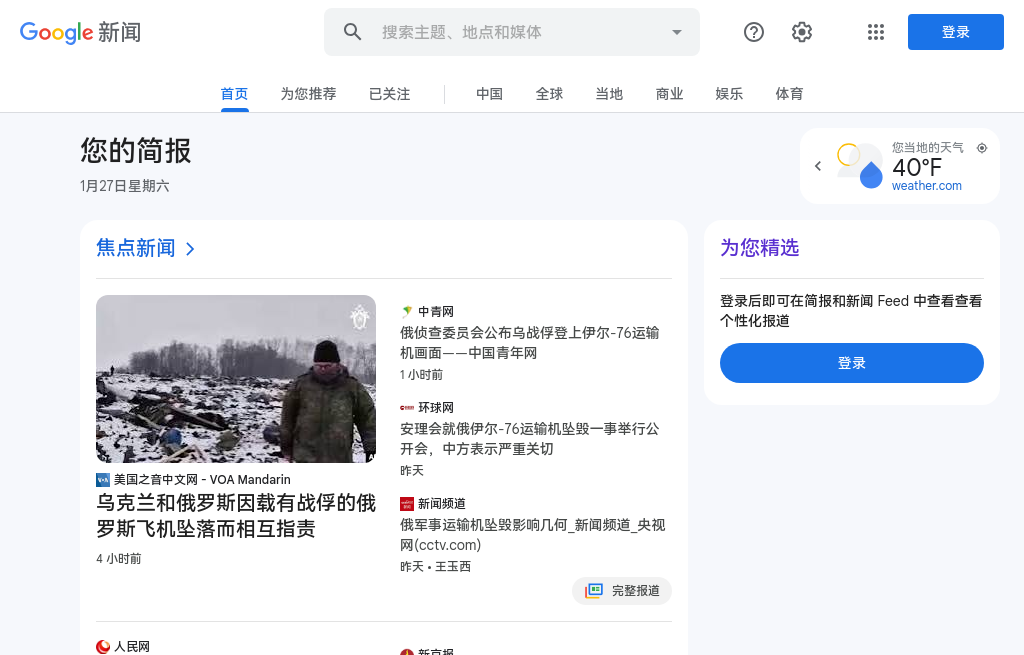 Google 新闻
搜索主题、地点和媒体
登录
首页
为您推荐
已关注
中国
全球
当地
商业
娱乐
体育
您的简报
1月27日星期六
您当地的天气
40°F
weather.com
焦点新闻
美国之音中文网 - VOA Mandarin
乌克兰和俄罗斯因载有战俘的俄
罗斯飞机坠落而相互指责
4 小时前
中青网
俄侦查委员会公布乌战俘登上伊尔-76运输
机画面——中国青年网
1 小时前
环球网
安理会就俄伊尔-76运输机坠毁一事举行公
开会，中方表示严重关切
昨天
新闻频道
俄军事运输机坠毁影响几何_新闻频道_央视
网(cctv.com)
昨天 • 王玉西
完整报道
人民网
新京报
为您精选
登录后即可在简报和新闻 Feed 中查看查看
个性化报道
登录